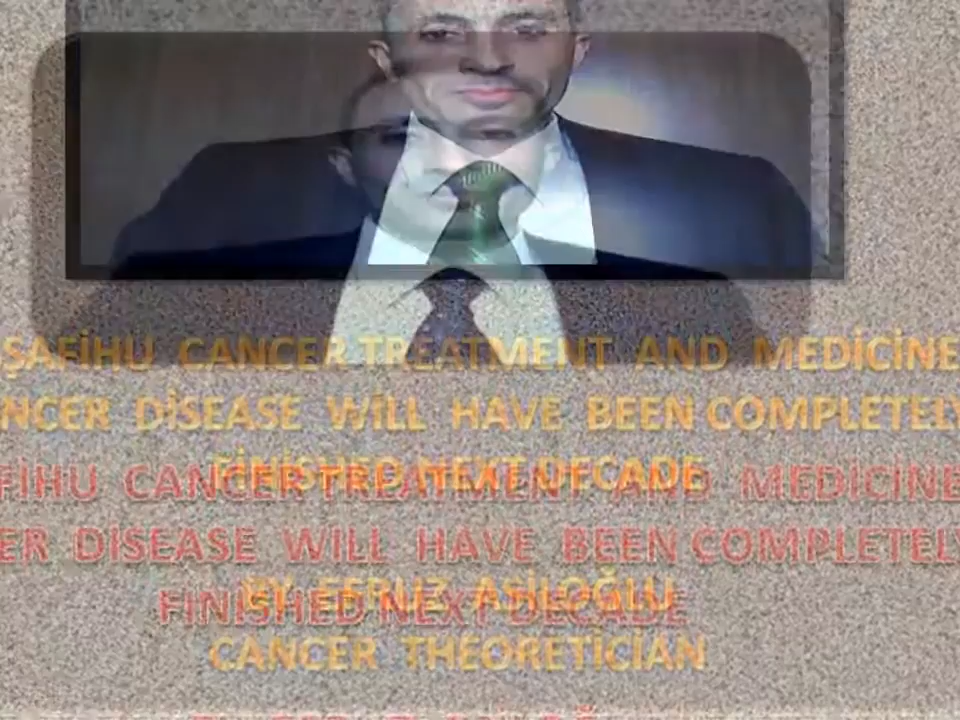 ŞAFİHU CANCER TREATMENT AND MEDİCİNE
NCER DİSEASE WİLL HAVE BEEN COMPLETELY
FİNİSHED NEXT DECADE
FİHU CANCER TREATMENT AND MEDİCİNE
ER DİSEASE WİLL HAVE BEEN COMPLETELY
BY FERUZ ASİLOĞLU
FİNİSHED NEXT DECADE
CANCER THEORETİCİAN